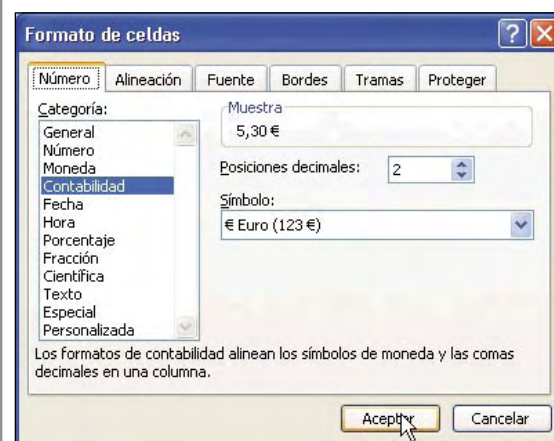 Formato de celdas
Número Alineación Fuente Bordes Tramas Proteger
Categoría:
General
Número
Moneda
Contabilidad
Fecha
Hora
Porcentaje
Fracción
Científica
Texto
Especial
Personalizada
Muestra
5,30 €
Posiciones decimales: 2
Símbolo:
€ Euro (123 €)
Los formatos de contabilidad alinean los símbolos de moneda y las comas
decimales en una columna.
Aceptar Cancelar